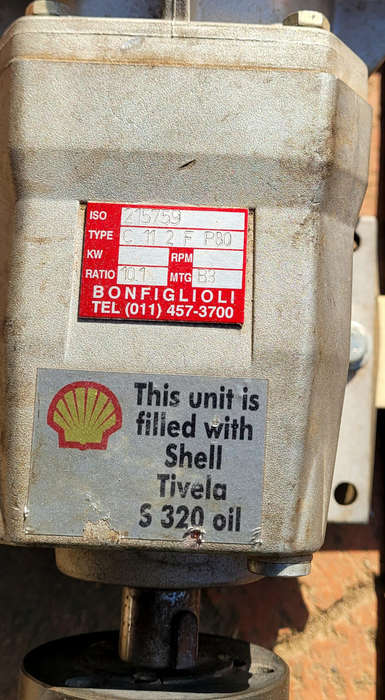 ISO 215759
TYPE C 11 2 F P80
KW RPM
RATIO 10.1 MTG B3
BONFIGLIOLI
TEL (011) 457-3700
This unit is
filled with
Shell
Tivela
S 320 oil